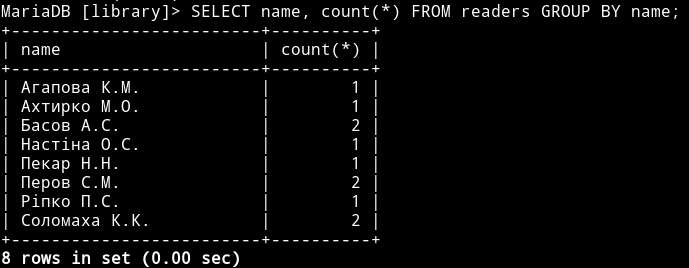 MariaDB [library]> SELECT name, count(*) FROM readers GROUP BY name;
+--------------------------+----------+
| name                     | count(*) |
+--------------------------+----------+
| Агапова К.М.             |        1 |
| Ахтирко М.О.             |        1 |
| Басов А.С.               |        2 |
| Настіна О.С.             |        1 |
| Пекар Н.Н.               |        1 |
| Перов С.М.               |        2 |
| Ріпко П.С.               |        1 |
| Соломаха К.К.            |        2 |
+--------------------------+----------+
8 rows in set (0.00 sec)